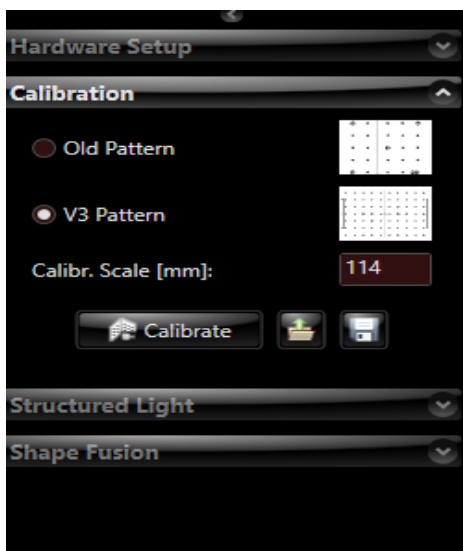 Hardware Setup
Calibration
Old Pattern
V3 Pattern
Calibr. Scale [mm]:
114
Calibrate
Structured Light
Shape Fusion